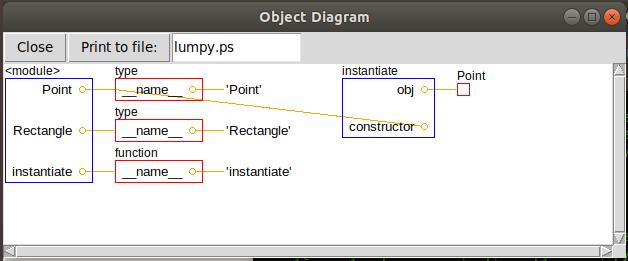 Object Diagram
Close Print to file: lumpy.ps
<module> type instantiate
Point __name__ 'Point' obj Point
type
Rectangle __name__ 'Rectangle' constructor
function
instantiate __name__ 'instantiate'